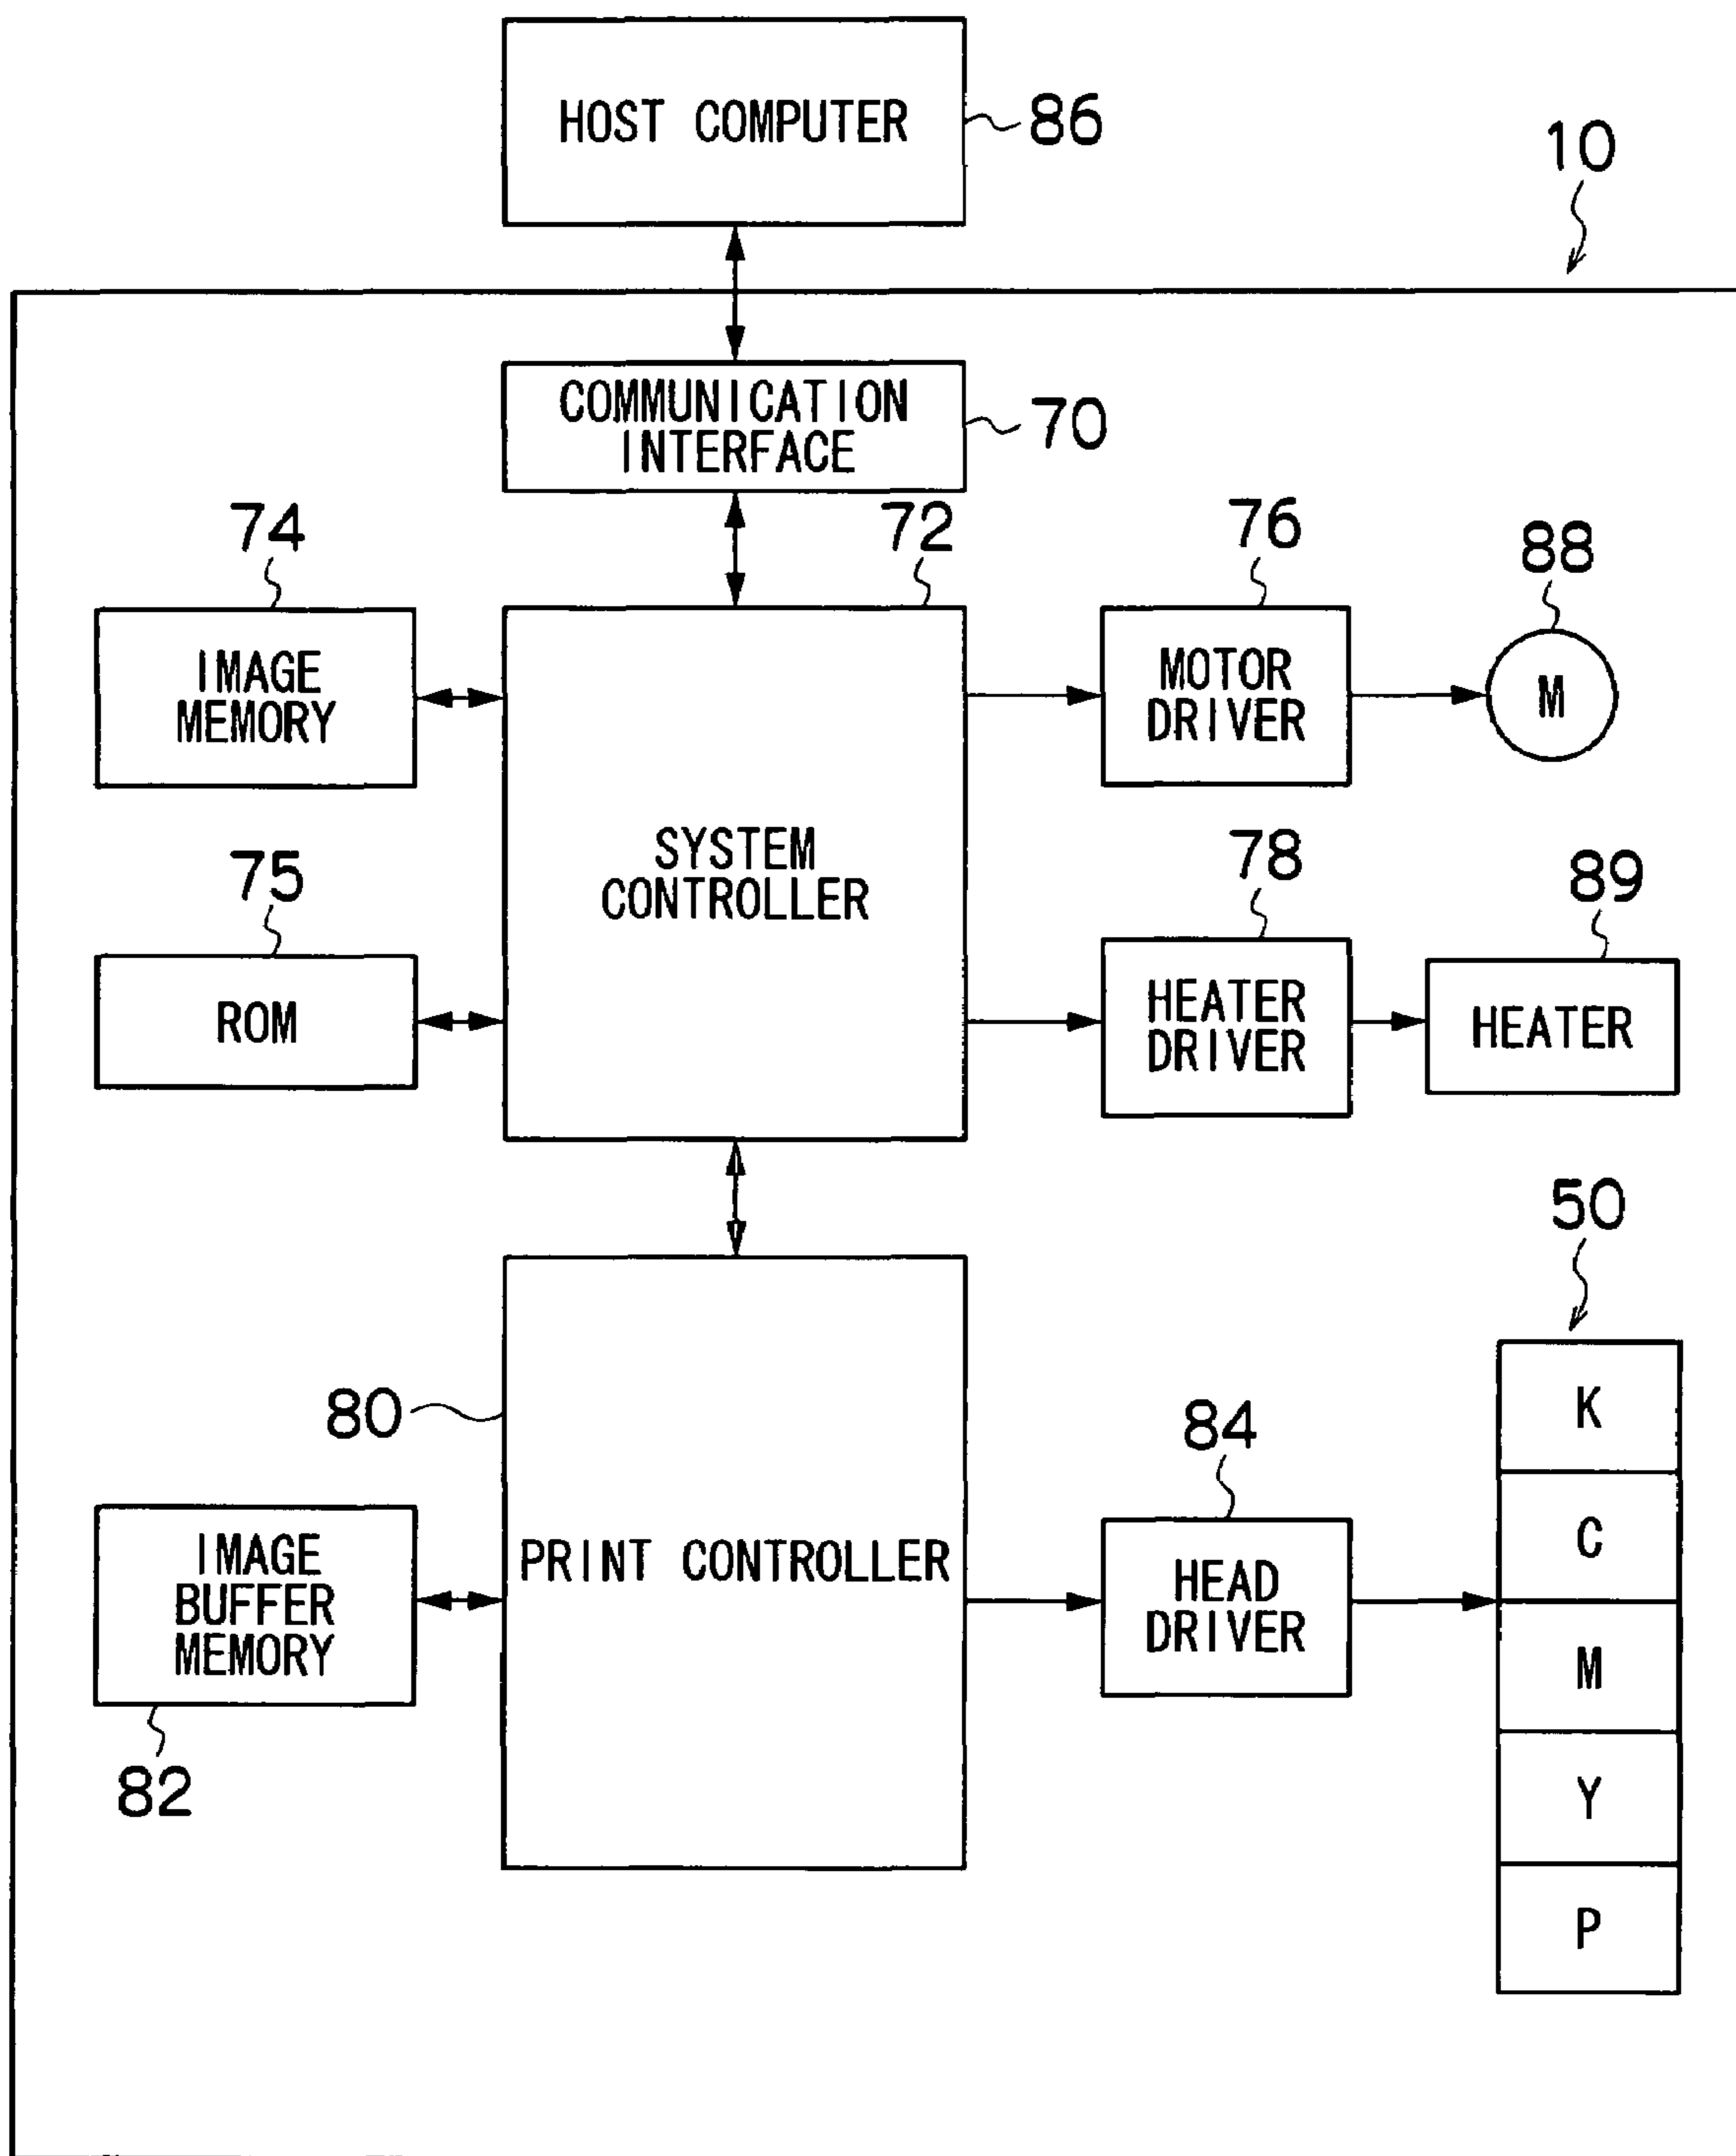 HOST COMPUTER
86
10
COMMUNICATION
INTERFACE
70
74
72
76
88
IMAGE
MEMORY
MOTOR
DRIVER
M
SYSTEM
CONTROLLER
75
78
89
ROM
HEATER
DRIVER
HEATER
50
80
84
K
C
M
Y
P
IMAGE
BUFFER
MEMORY
PRINT CONTROLLER
HEAD
DRIVER
82